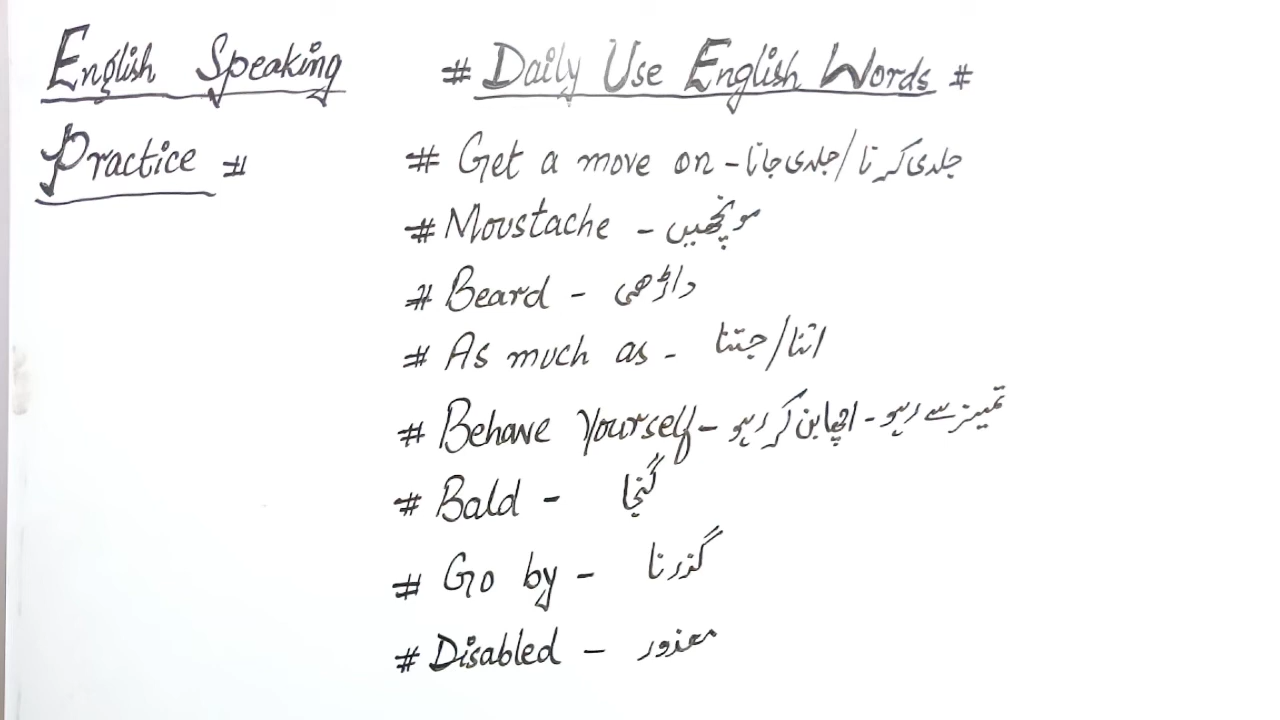 English Speaking
Practice #
# Daily Use English Words #
# Get a move on - جلدی کرنا/جلدی جانا
# Moustache - مونچھیں
# Beard - داڑھی
# As much as - اتنا/جتنا
# Behave Yourself - تمیز سے رہو - اچھا بن کر رہو
# Bald - گنجا
# Go by - گزرنا
# Disabled - معذور